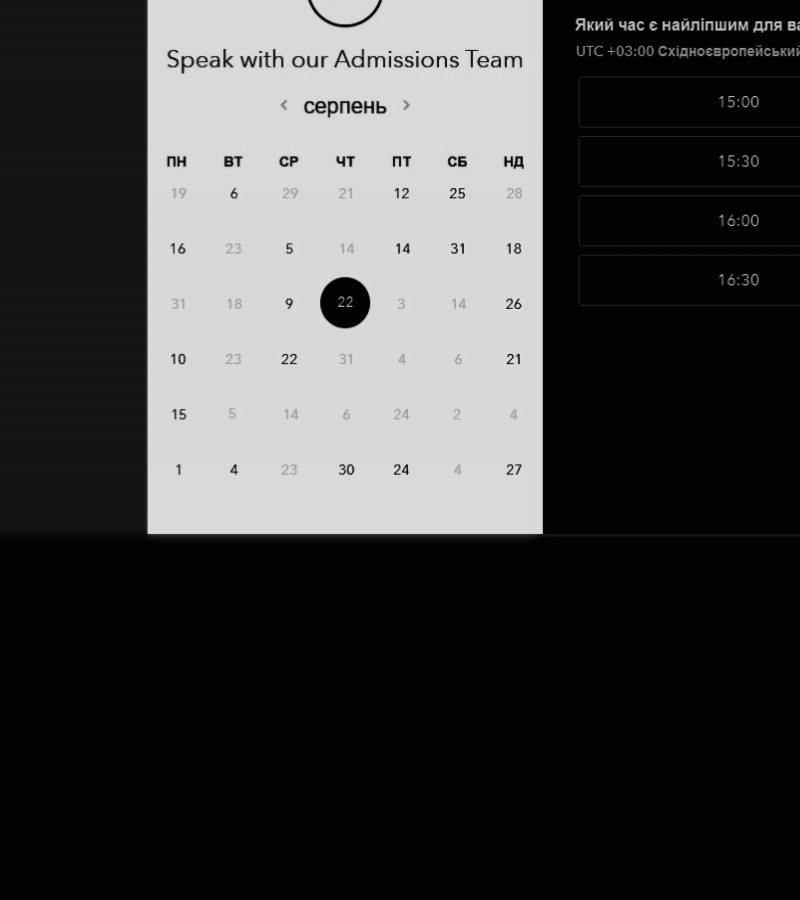 Speak with our Admissions Team
< серпень >
ПН ВТ СР ЧТ ПТ СБ НД
19 6 29 21 12 25 28
16 23 5 14 14 31 18
31 18 9 22 3 14 26
10 23 22 31 4 6 21
15 5 14 6 24 2 4
1 4 23 30 24 4 27
Який час є найліпшим для
UTC +03:00 Східноєвропейський
15:00
15:30
16:00
16:30